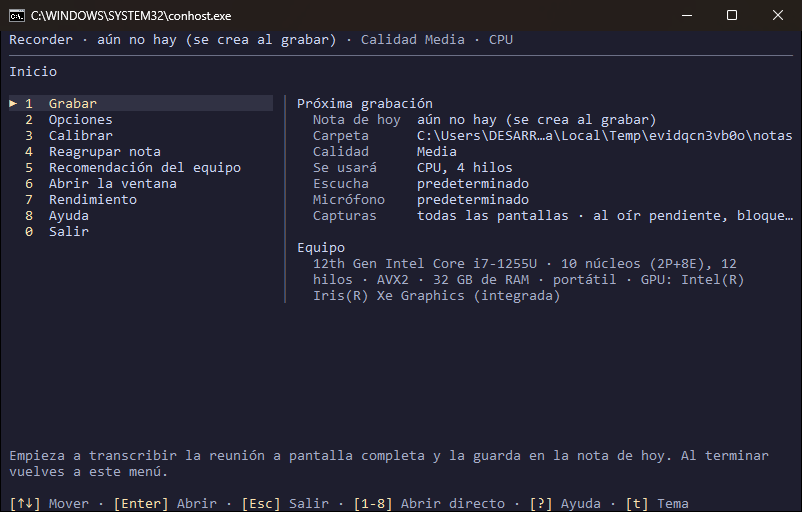 C:\WINDOWS\SYSTEM32\conhost.exe
Recorder · aún no hay (se crea al grabar) · Calidad Media · CPU
Inicio
► 1 Grabar
2 Opciones
3 Calibrar
4 Reagrupar nota
5 Recomendación del equipo
6 Abrir la ventana
7 Rendimiento
8 Ayuda
0 Salir
Próxima grabación
Nota de hoy aún no hay (se crea al grabar)
Carpeta C:\Users\DESARR…a\Local\Temp\evidqcn3vb0o\notas
Calidad Media
Se usará CPU, 4 hilos
Escucha predeterminado
Micrófono predeterminado
Capturas todas las pantallas · al oír pendiente, bloque…
Equipo
12th Gen Intel Core i7-1255U · 10 núcleos (2P+8E), 12
hilos · AVX2 · 32 GB de RAM · portátil · GPU: Intel(R)
Iris(R) Xe Graphics (integrada)
Empieza a transcribir la reunión a pantalla completa y la guarda en la nota de hoy. Al terminar
vuelves a este menú.
[↑↓] Mover · [Enter] Abrir · [Esc] Salir · [1-8] Abrir directo · [?] Ayuda · [t] Tema